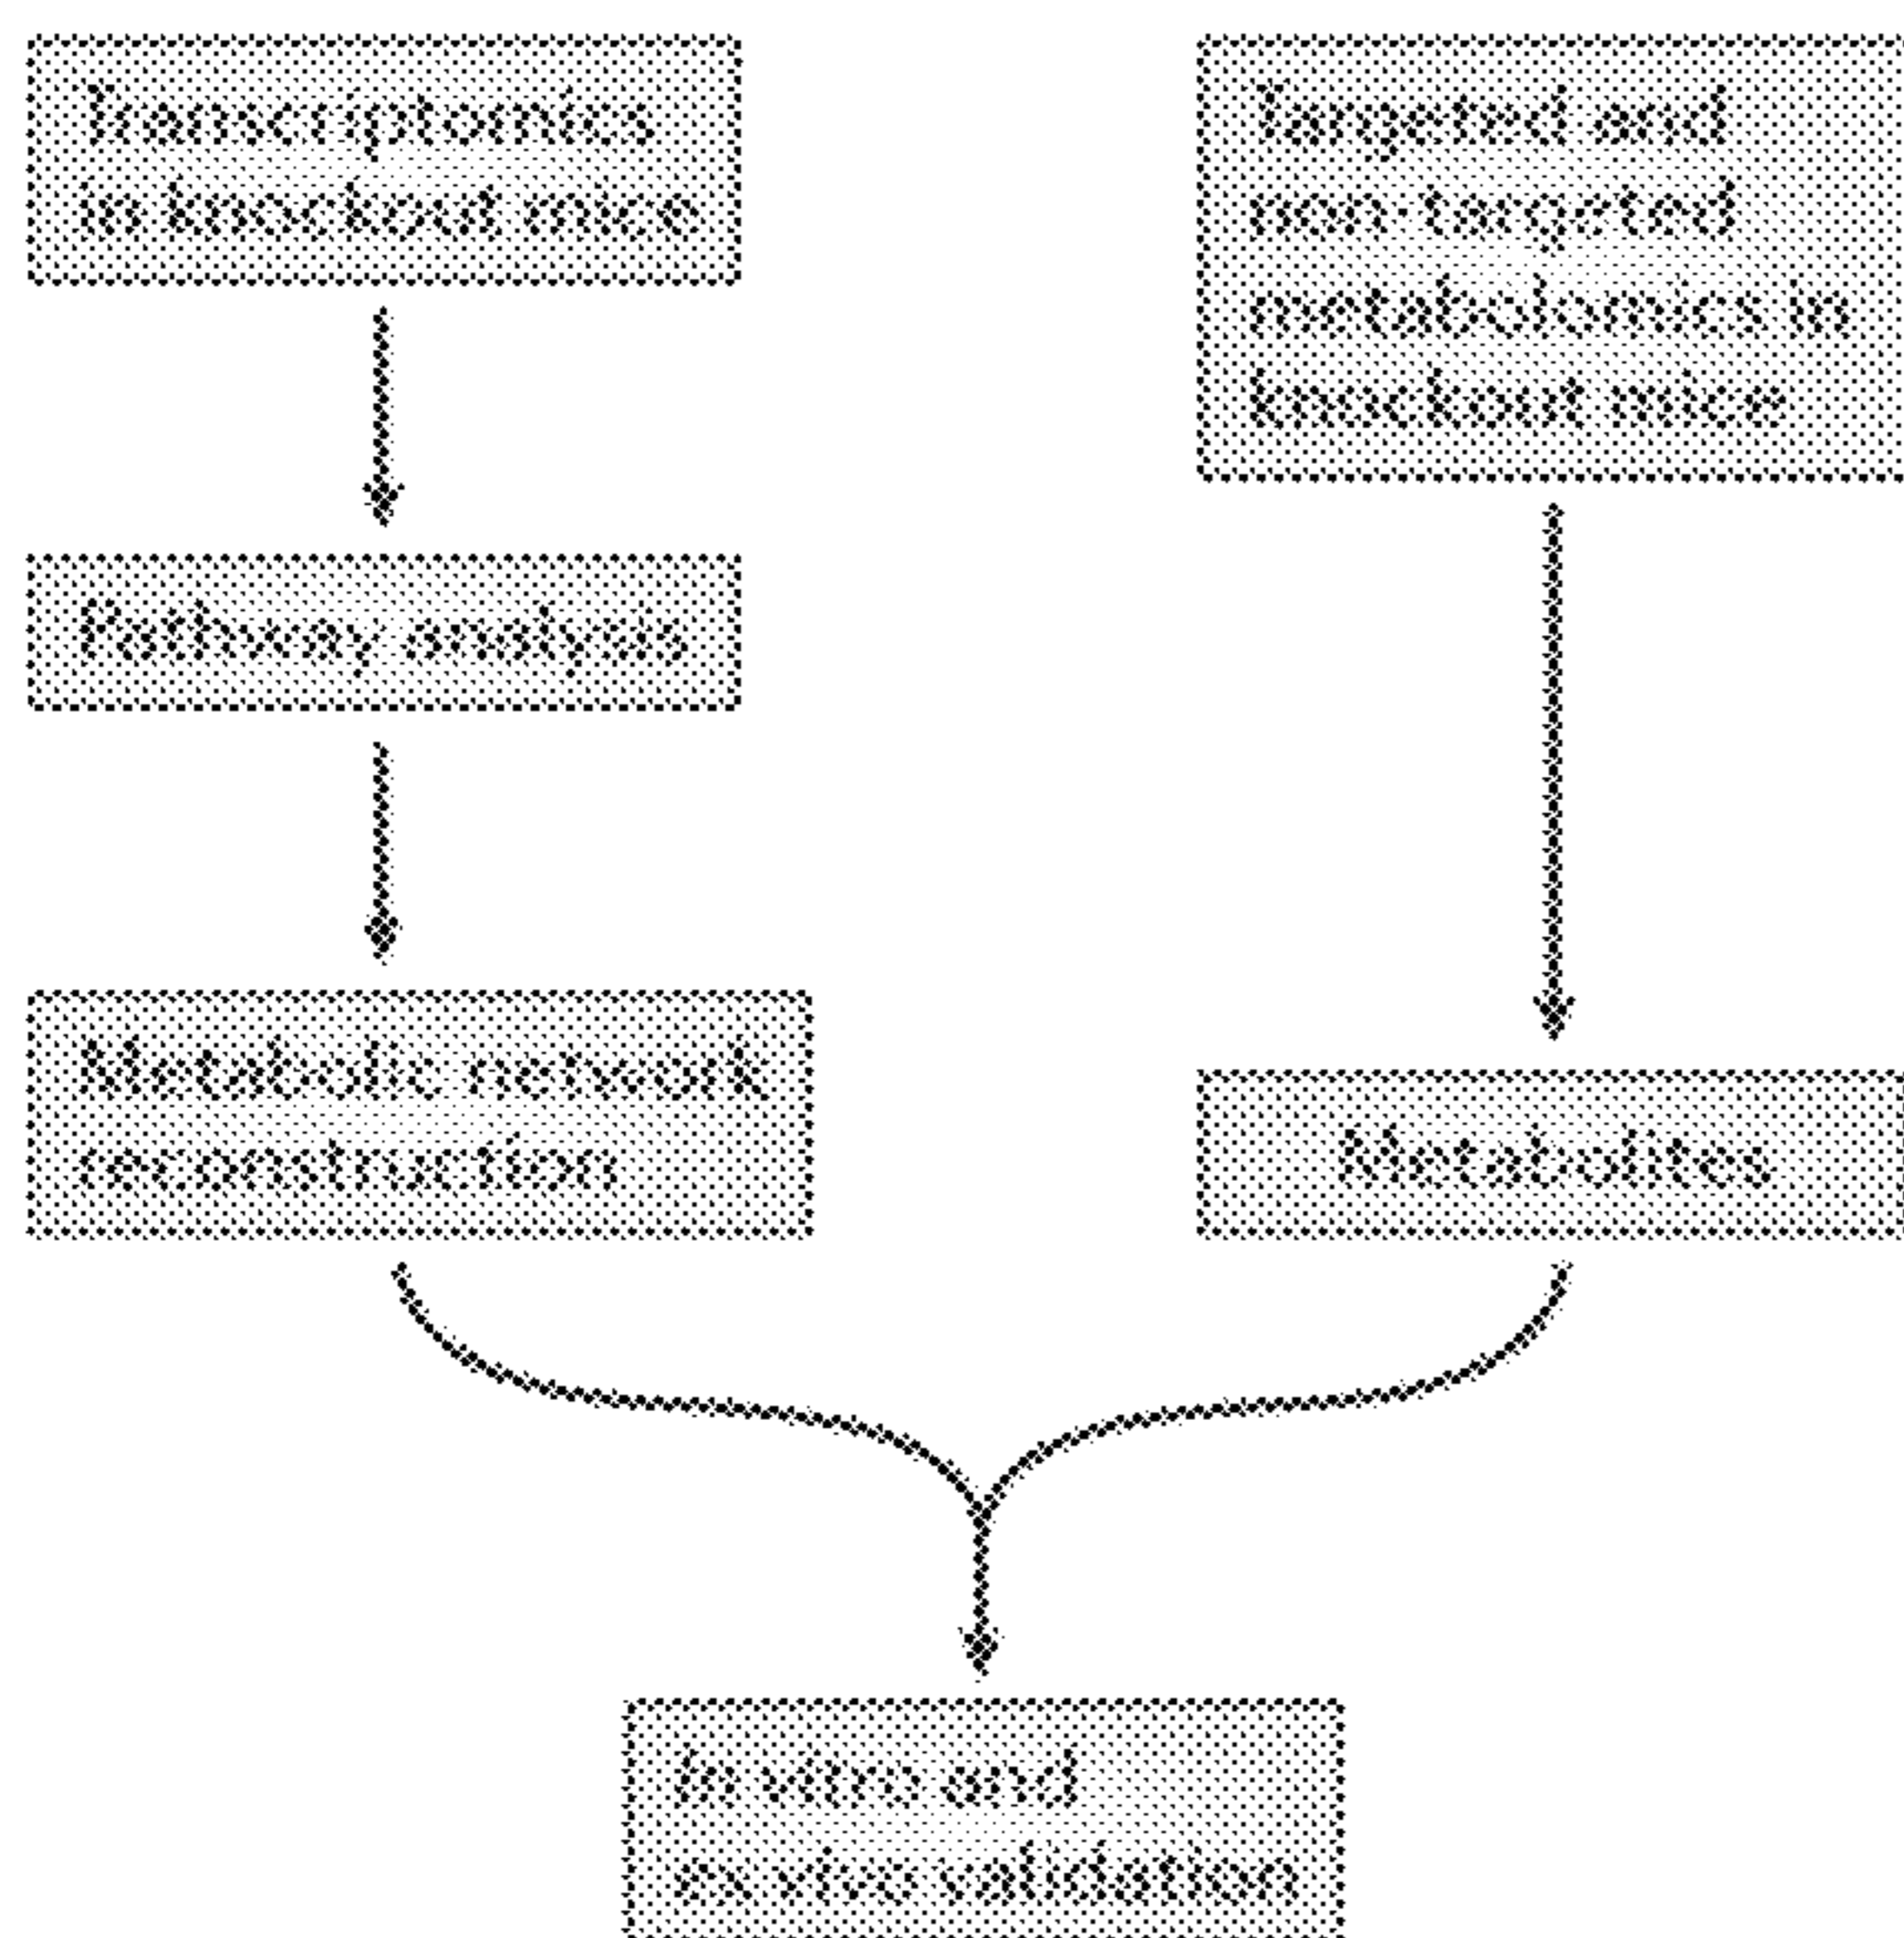 Transcriptomics
in knockout mice
Pathway analysis
Metabolic network
reconstruction
Targeted and
non-targeted
metabolomics in
knockout mice
Metabolites
In vitro and
ex vivo validation